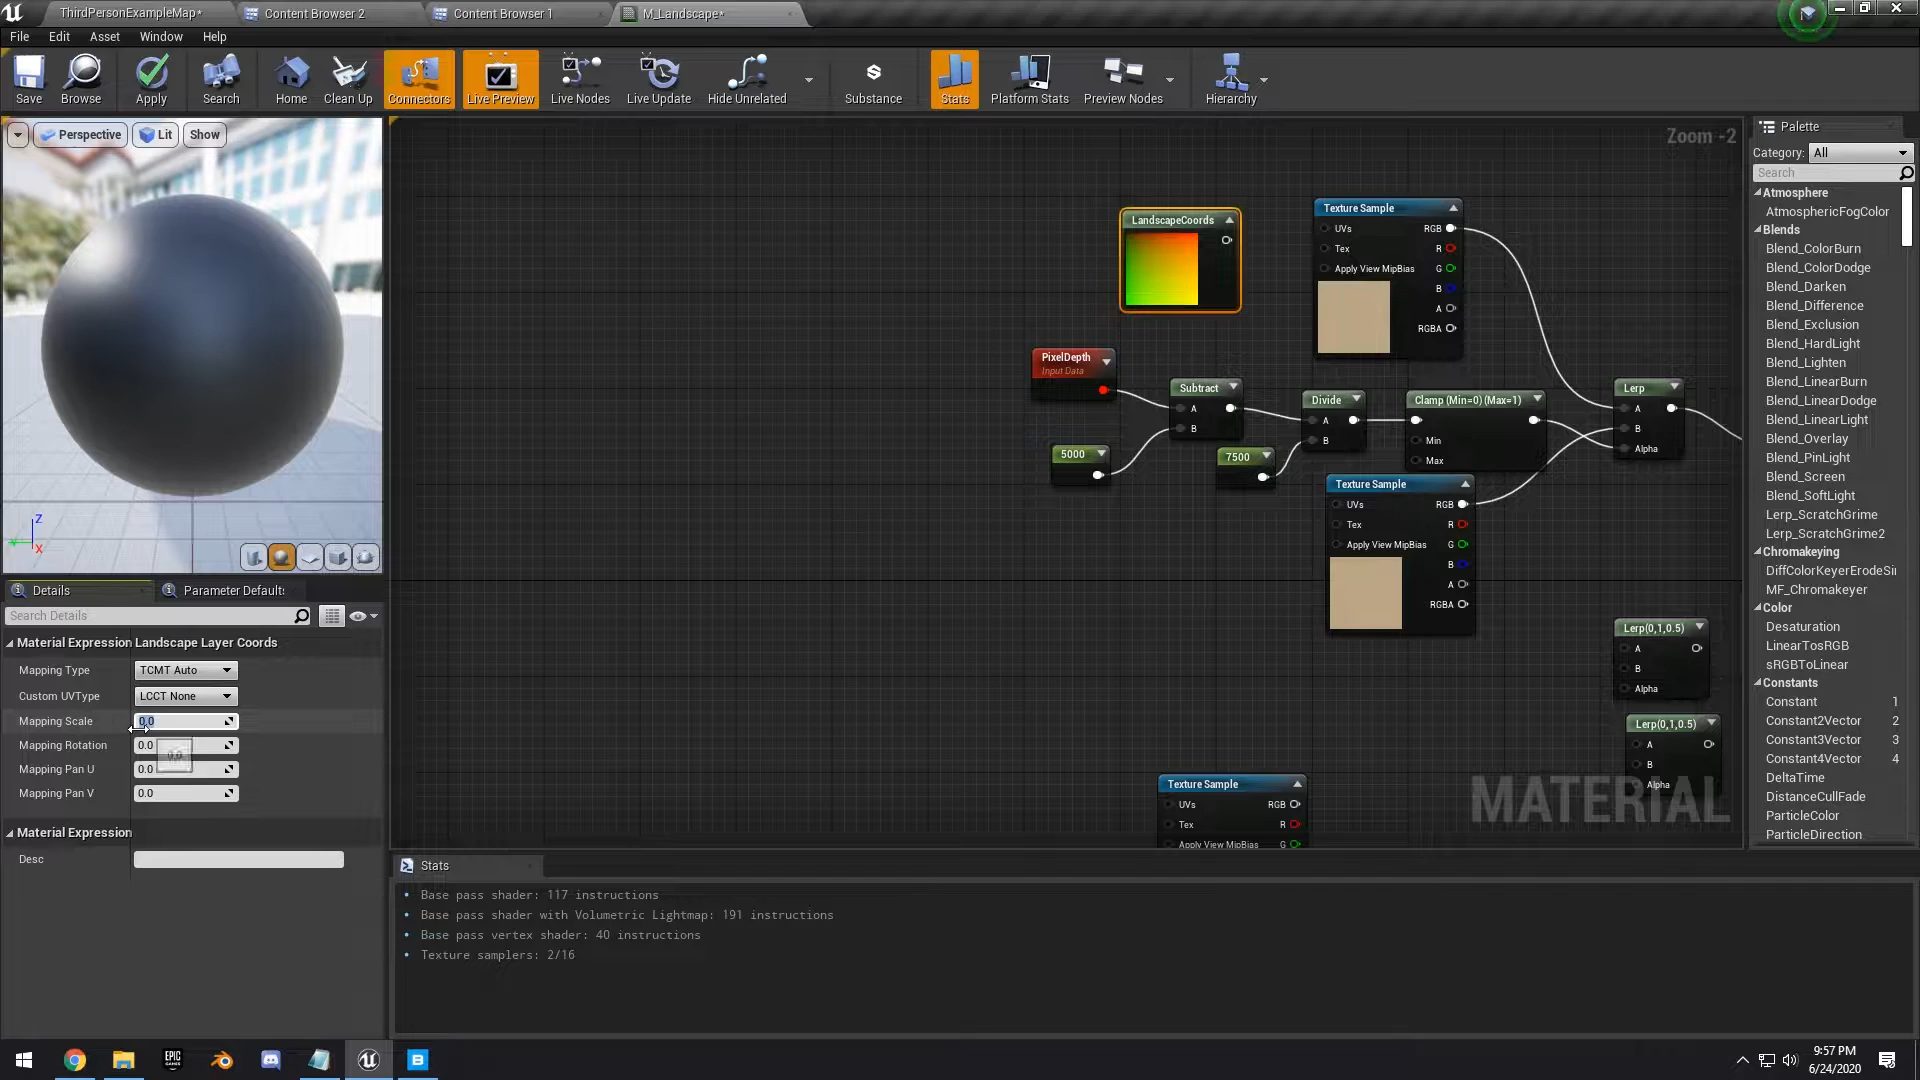 ThirdPersonExampleMap*
Content Browser 2
Content Browser 1
M_Landscape*
File
Edit
Asset
Window
Help
Save
Browse
Apply
Search
Home
Clean Up
Connectors
Live Preview
Live Nodes
Live Update
Hide Unrelated
Substance
Stats
Platform Stats
Preview Nodes
Hierarchy
Perspective
Lit
Show
Z
Y
X
Zoom -2
LandscapeCoords
Texture Sample
UVs
RGB
Tex
R
Apply View MipBias
G
B
A
RGBA
PixelDepth
Input Data
Subtract
A
B
5000
7500
Divide
A
B
Clamp (Min=0) (Max=1)
Min
Max
Lerp
A
B
Alpha
Texture Sample
UVs
RGB
Tex
R
Apply View MipBias
G
B
A
RGBA
Lerp(0,1,0.5)
A
B
Alpha
Lerp(0,1,0.5)
A
B
Alpha
Texture Sample
UVs
RGB
Tex
R
Apply View MipBias
G
MATERIAL
Palette
Category:
All
Search
Atmosphere
AtmosphericFogColor
Blends
Blend_ColorBurn
Blend_ColorDodge
Blend_Darken
Blend_Difference
Blend_Exclusion
Blend_HardLight
Blend_Lighten
Blend_LinearBurn
Blend_LinearDodge
Blend_LinearLight
Blend_Overlay
Blend_PinLight
Blend_Screen
Blend_SoftLight
Lerp_ScratchGrime
Lerp_ScratchGrime2
Chromakeying
DiffColorKeyerErodeSi
MF_Chromakeyer
Color
Desaturation
LinearTosRGB
sRGBToLinear
Constants
Constant 1
Constant2Vector 2
Constant3Vector 3
Constant4Vector 4
DeltaTime
DistanceCullFade
ParticleColor
ParticleDirection
Details
Parameter Default:
Search Details
Material Expression Landscape Layer Coords
Mapping Type
TCMT Auto
Custom UVType
LCCT None
Mapping Scale
0.0
Mapping Rotation
0.0
0.0
Mapping Pan U
0.0
Mapping Pan V
0.0
Material Expression
Desc
Stats
• Base pass shader: 117 instructions
• Base pass shader with Volumetric Lightmap: 191 instructions
• Base pass vertex shader: 40 instructions
• Texture samplers: 2/16
EPIC
GAMES
B
9:57 PM
6/24/2020